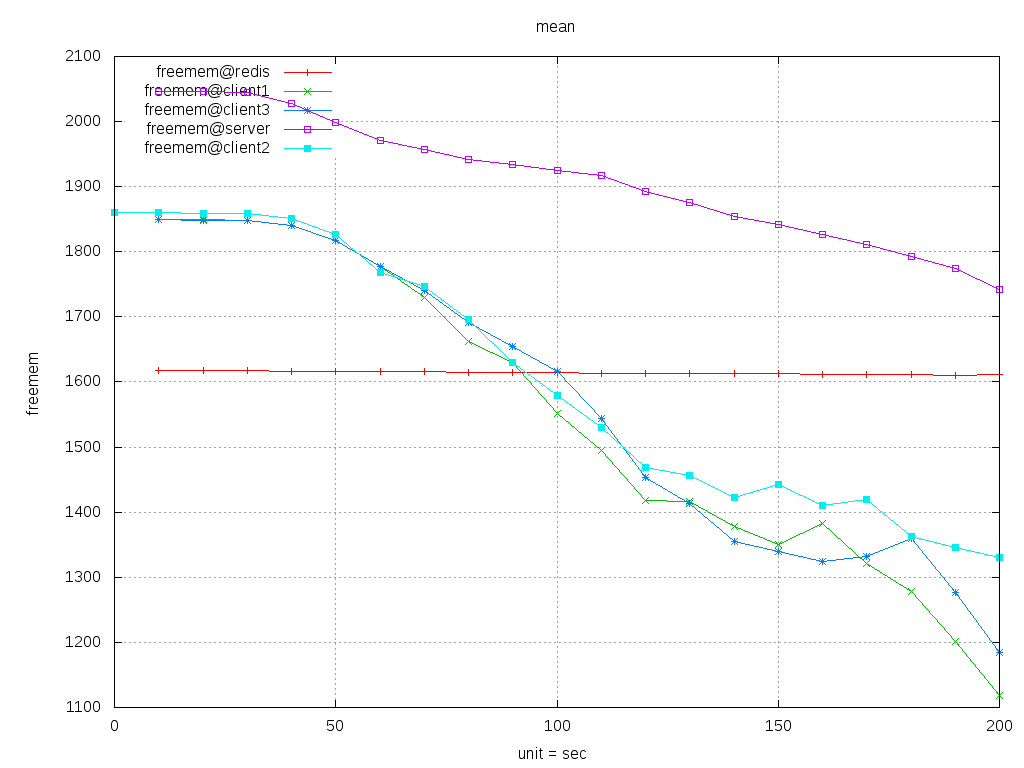 mean
2100
2000
1900
1800
1700
1600
1500
1400
1300
1200
1100
freemem
freemem@redis
freemem@client1
freemem@client3
freemem@server
freemem@client2
0
50
100
150
200
unit = sec